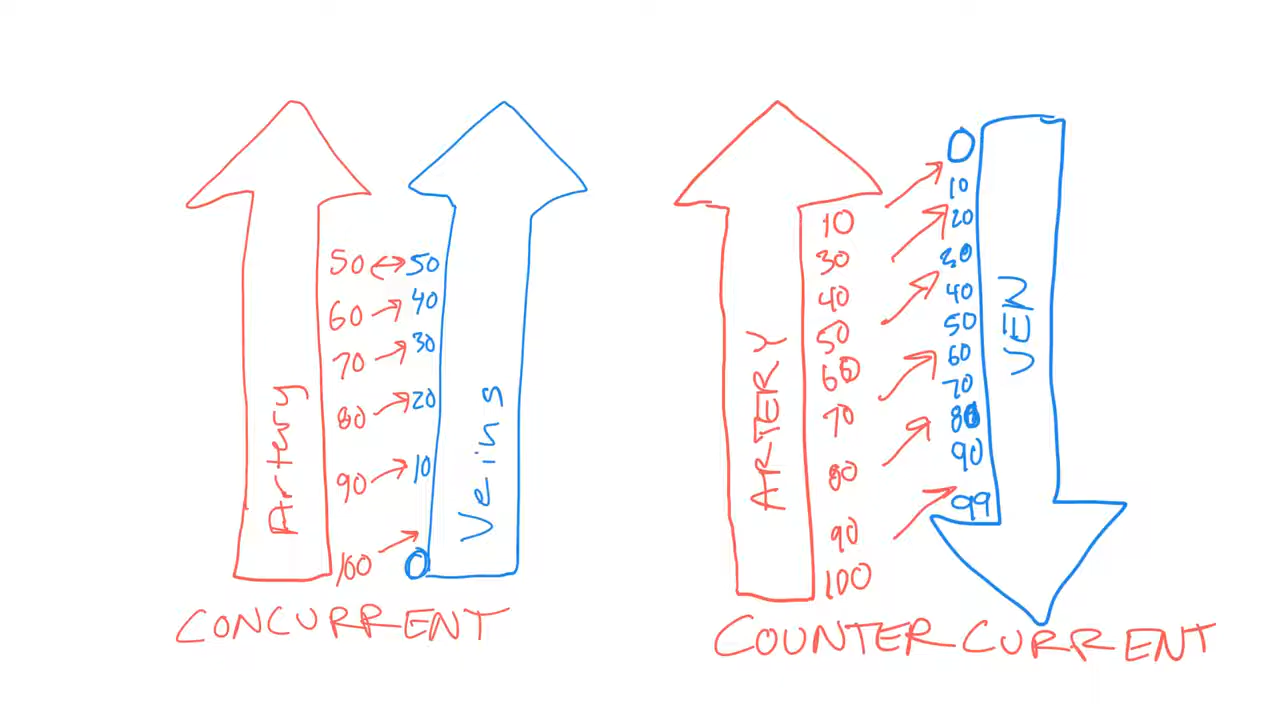 50 50
60 40
70 30
80 20
90 10
100 0
Artery
Veins
CONCURRENT
0
10
10 20
30 30
40 40
50 50
60 60
70 70
80 80
90 90
100 99
ARTERY
VEN
COUNTERCURRENT